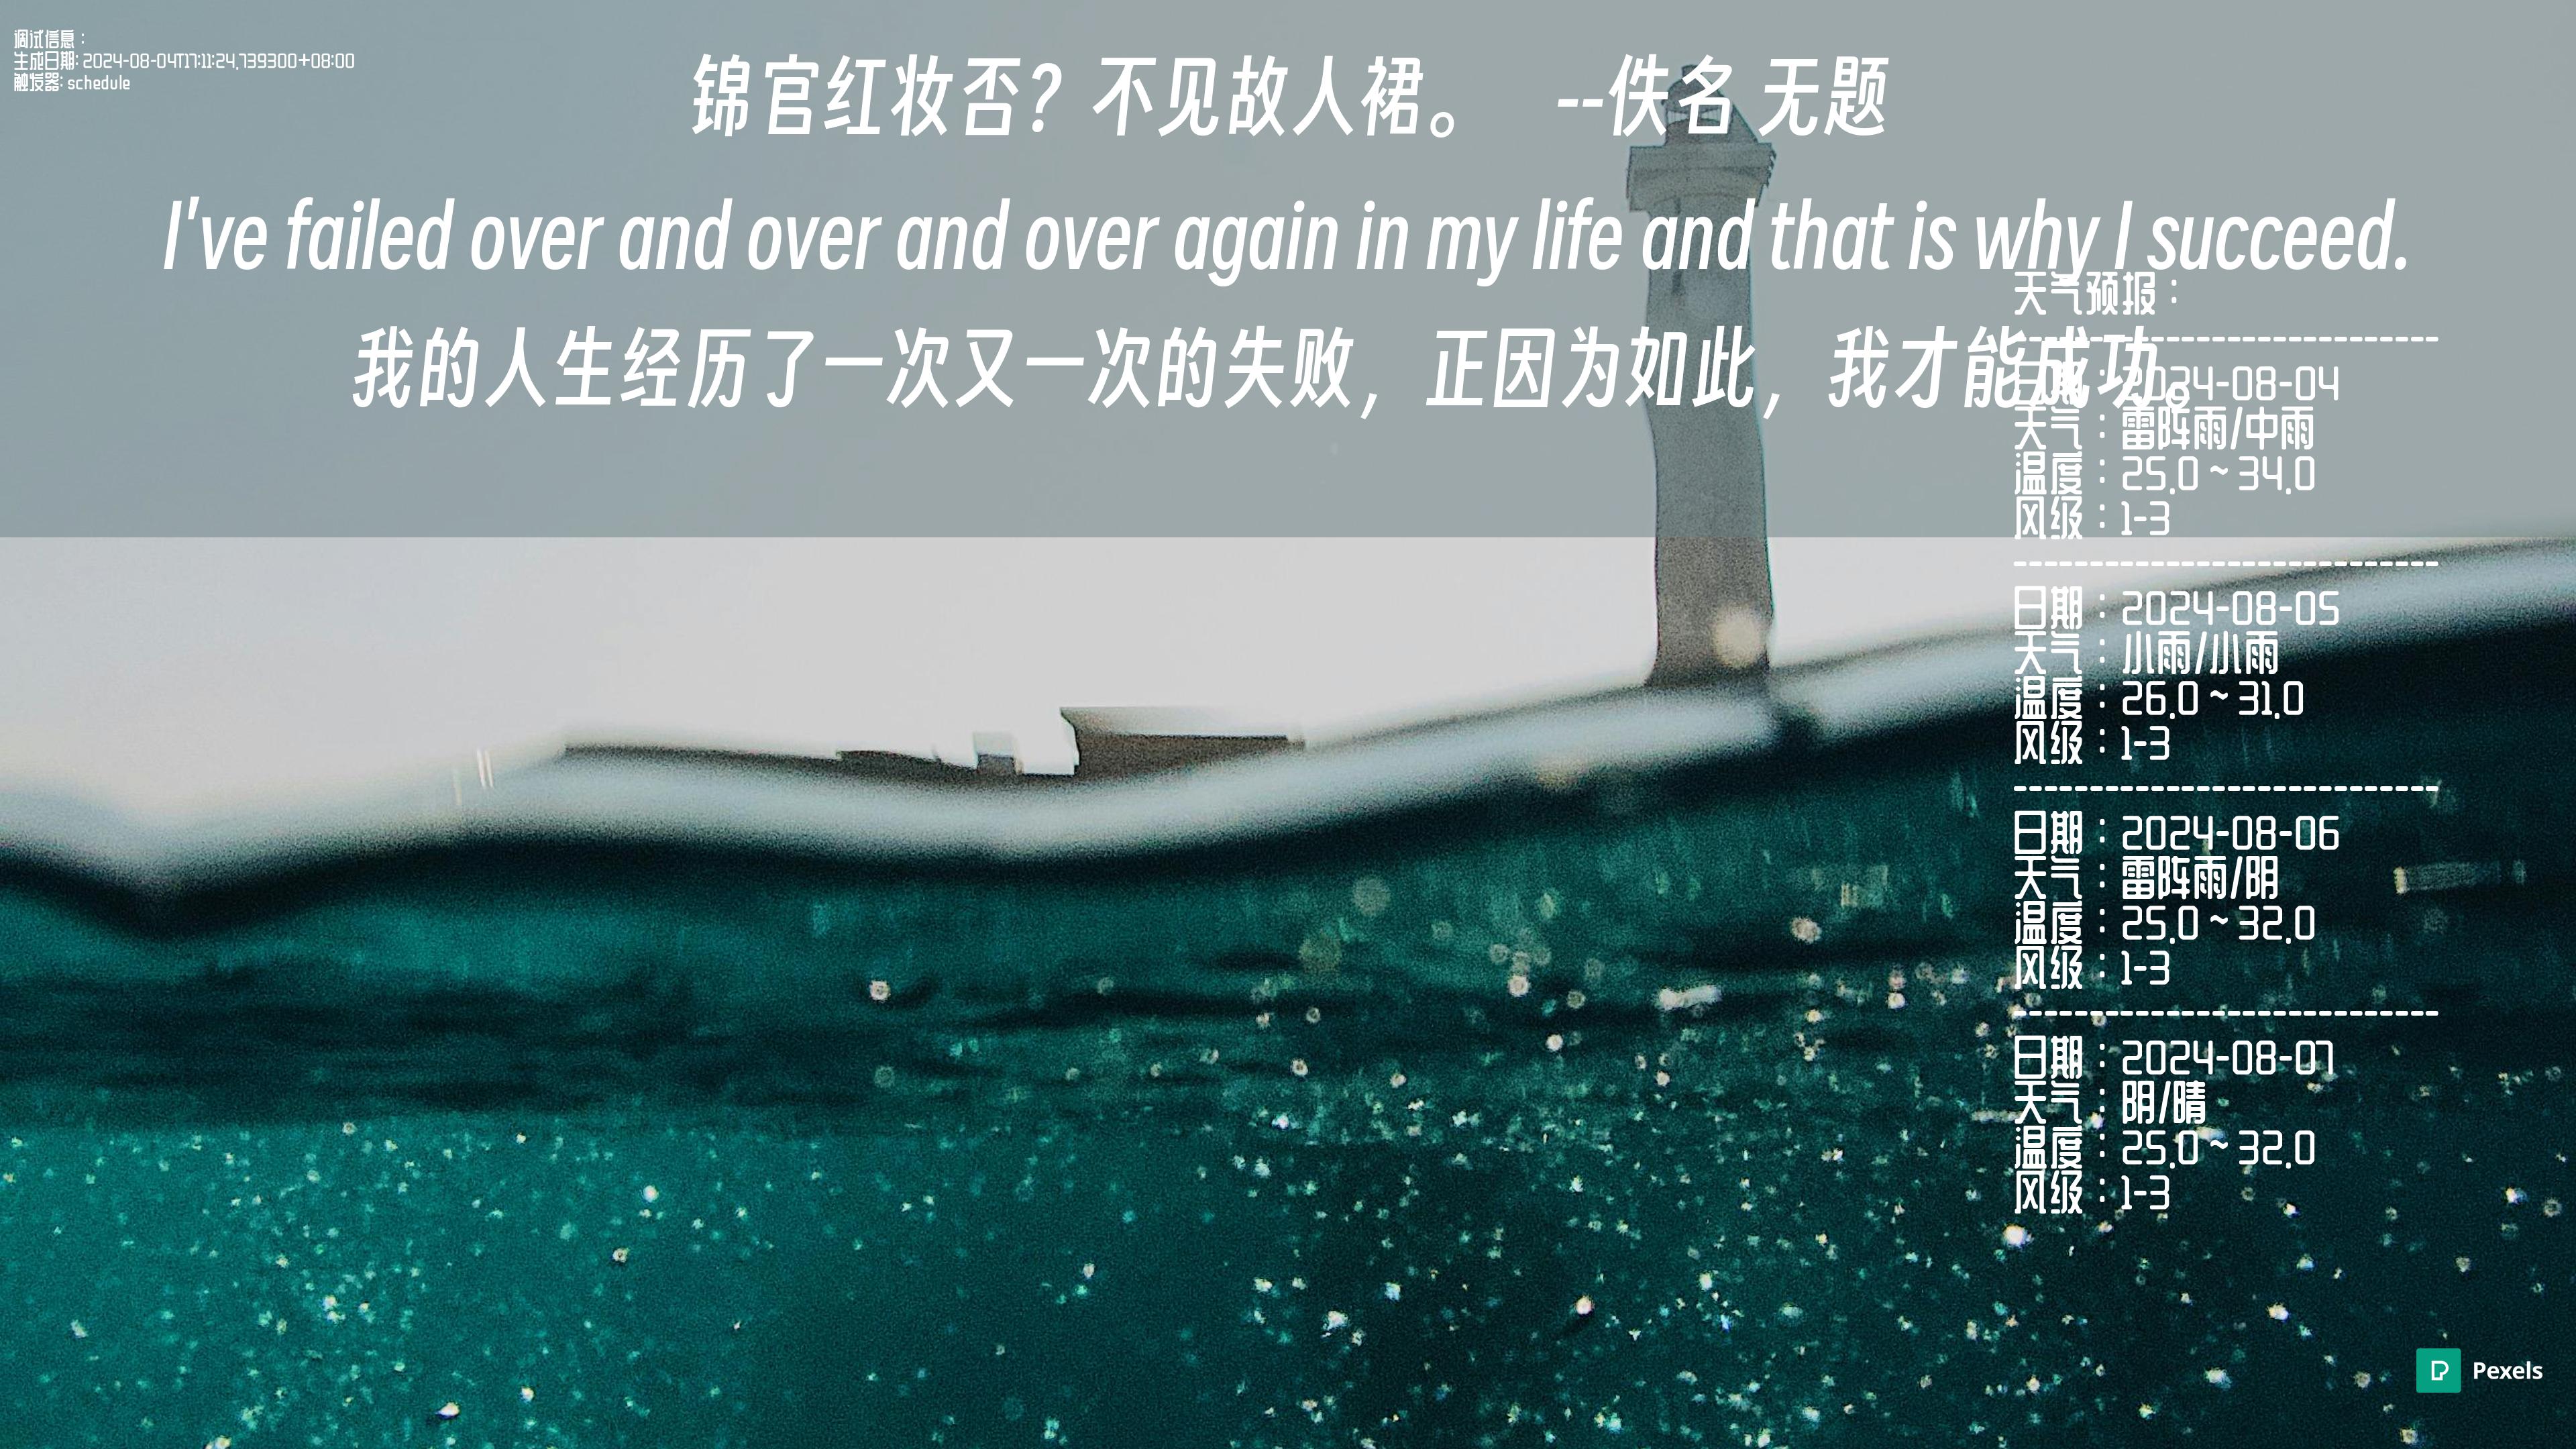 调试信息：
生成日期: 2024-08-04T17:11:24.739300+08:00
触发器: schedule
锦官红妆否？不见故人裙。 --佚名 无题
I've failed over and over and over again in my life and that is why I succeed.
我的人生经历了一次又一次的失败，正因为如此，我才能成功。
天气预报：
----------------------------
日期：2024-08-04
天气：雷阵雨/中雨
温度：25.0 ~ 34.0
风级：1-3
----------------------------
日期：2024-08-05
天气：小雨/小雨
温度：26.0 ~ 31.0
风级：1-3
----------------------------
日期：2024-08-06
天气：雷阵雨/阴
温度：25.0 ~ 32.0
风级：1-3
----------------------------
日期：2024-08-07
天气：阴/晴
温度：25.0 ~ 32.0
风级：1-3
Pexels